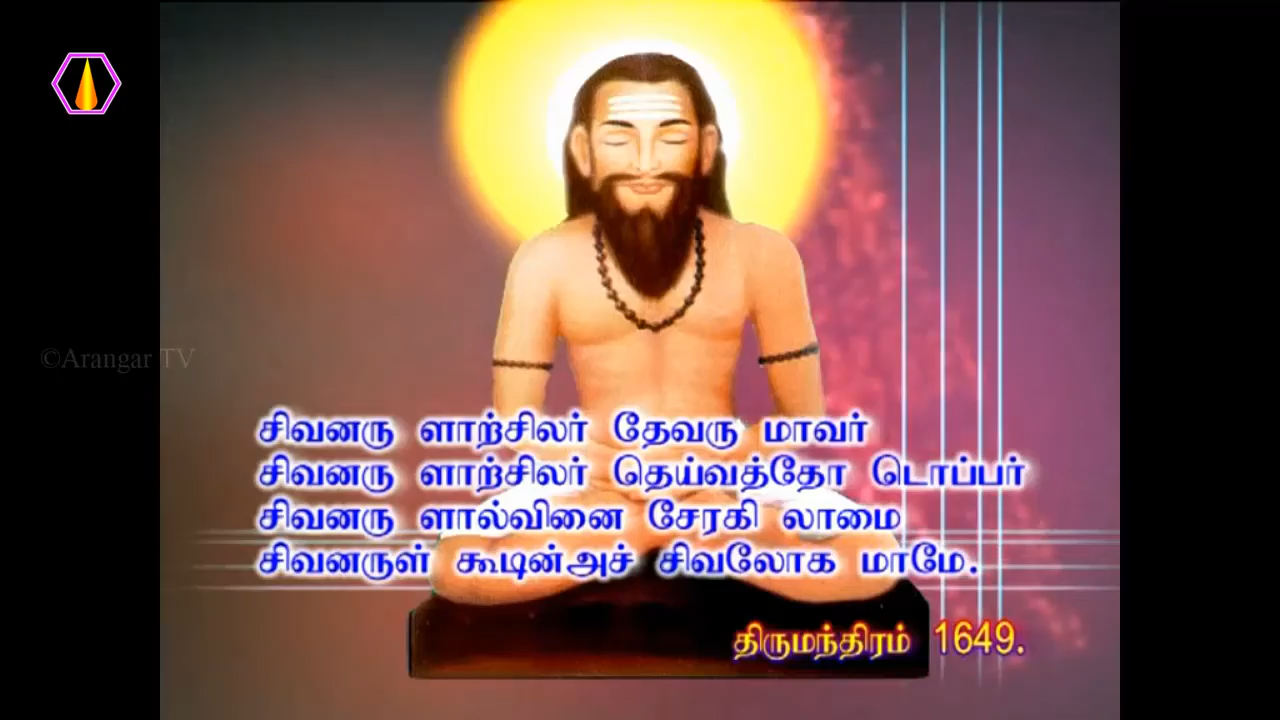 ©Arangar TV
சிவனரு ளாற்சிலர் தேவரு மாவர்
சிவனரு ளாற்சிலர் தெய்வத்தோ டொப்பர்
சிவனரு ளால்வினை சேரகி லாமை
சிவனருள் கூடின்அச் சிவலோக மாமே.
திருமந்திரம் 1649.